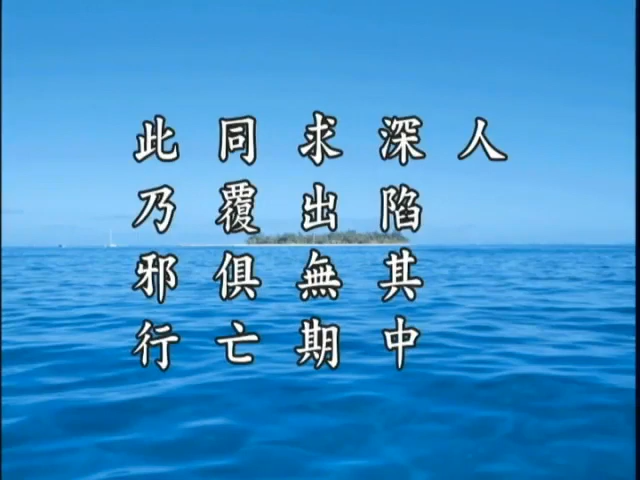 人
深陷其中
求出無期
同覆俱亡
此乃邪行